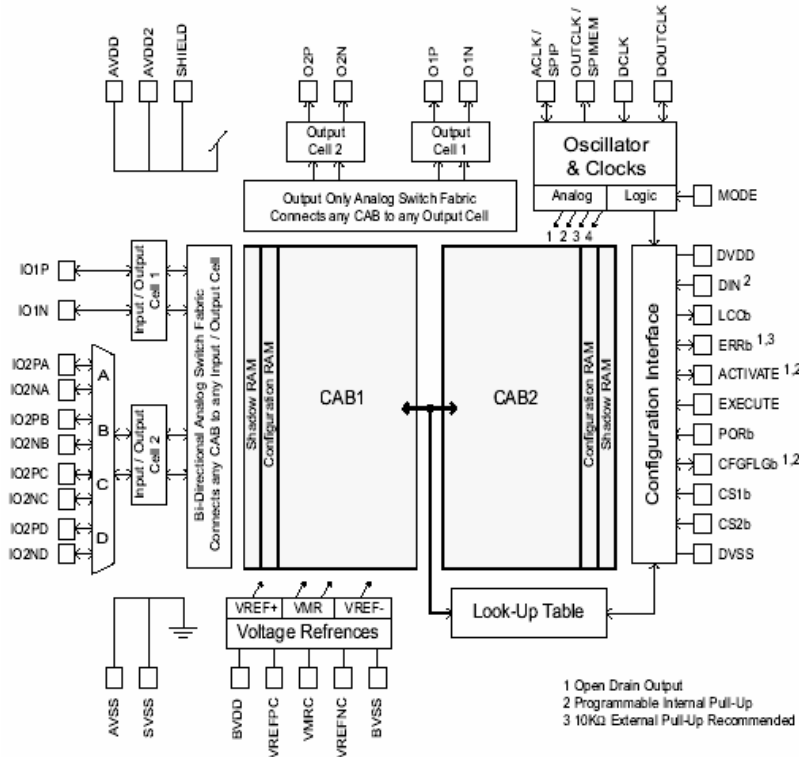 AVDD
AVDD2
SHIELD
O2P
O2N
O1P
O1N
ACLK /
SPIP
OUTCLK /
SPIMEM
DCLK
DOUTCLK
Output
Cell 2
Output
Cell 1
Oscillator
& Clocks
Analog
Logic
MODE
Output Only Analog Switch Fabric
Connects any CAB to any Output Cell
1 2 3 4
IO1P
IO1N
Input / Output
Cell 1
IO2PA
IO2NA
IO2PB
IO2NB
IO2PC
IO2NC
IO2PD
IO2ND
A
B
C
D
Input / Output
Cell 2
Bi-Directional Analog Switch Fabric
Connects any CAB to any Input / Output Cell
Shadow RAM
Configuration RAM
CAB1
CAB2
Configuration RAM
Shadow RAM
Configuration Interface
DVDD
DIN 2
LCCb
ERRb 1,3
ACTIVATE 1,2
EXECUTE
PORb
CFGFLGb 1,2
CS1b
CS2b
DVSS
VREF+
VMR
VREF-
Voltage Refrences
Look-Up Table
AVSS
SVSS
BVDD
VREFPC
VMRC
VREFNC
BVSS
1 Open Drain Output
2 Programmable Internal Pull-Up
3 10KΩ External Pull-Up Recommended